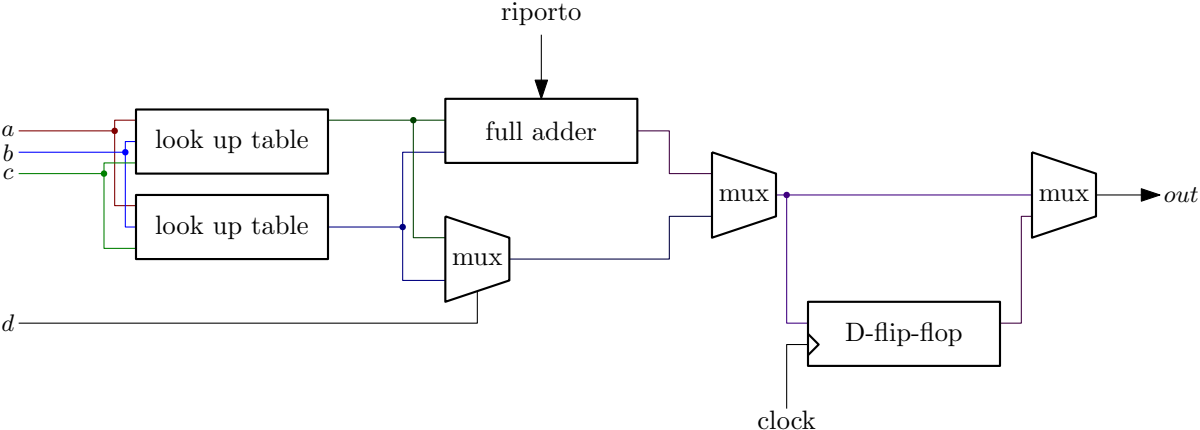 riporto
a
look up table
full adder
b
c
mux
mux
out
look up table
mux
d
D-flip-flop
clock